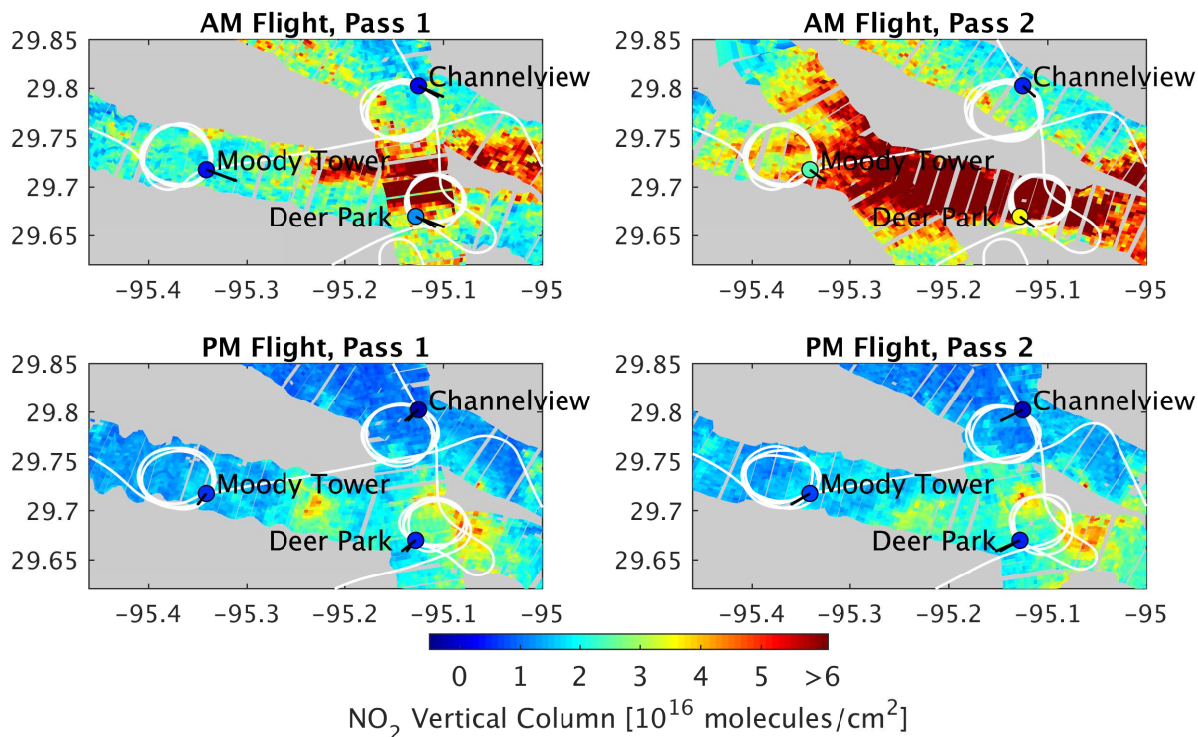 AM Flight, Pass 1
AM Flight, Pass 2
29.85
29.8
29.75
29.7
29.65
Channelview
Moody Tower
Deer Park
−95.4 −95.3 −95.2 −95.1 −95
29.85
29.8
29.75
29.7
29.65
Channelview
Moody Tower
Deer Park
−95.4 −95.3 −95.2 −95.1 −95
PM Flight, Pass 1
PM Flight, Pass 2
29.85
29.8
29.75
29.7
29.65
Channelview
Moody Tower
Deer Park
−95.4 −95.3 −95.2 −95.1 −95
29.85
29.8
29.75
29.7
29.65
Channelview
Moody Tower
Deer Park
−95.4 −95.3 −95.2 −95.1 −95
0 1 2 3 4 5 >6
NO₂ Vertical Column [10¹⁶ molecules/cm²]